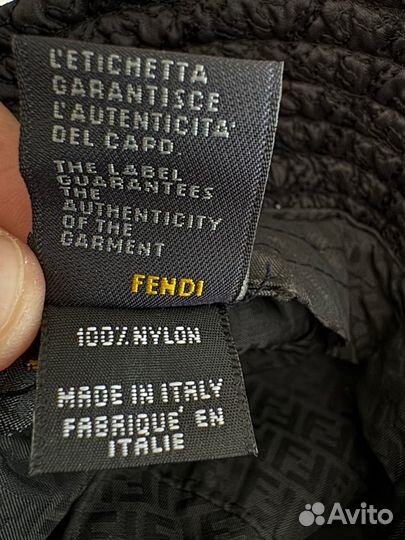 L'ETICHETTA
GARANTISCE
L'AUTENTICITA'
DEL CAPO.
THE LABEL
GUARANTEES
THE
AUTHENTICITY
OF THE
GARMENT
FENDI
100% NYLON
MADE IN ITALY
FABRIQUE' EN
ITALIE
Avito